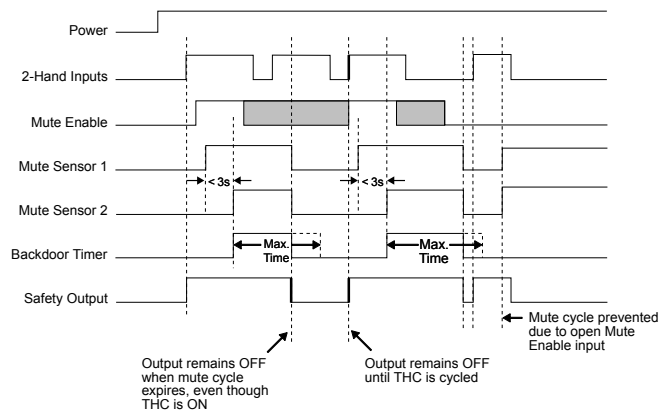 Power
2-Hand Inputs
Mute Enable
Mute Sensor 1
< 3s
< 3s
Mute Sensor 2
Backdoor Timer
Max.
Time
Max.
Time
Safety Output
Mute cycle prevented
due to open Mute
Enable input
Output remains OFF
when mute cycle
expires, even though
THC is ON
Output remains OFF
until THC is cycled